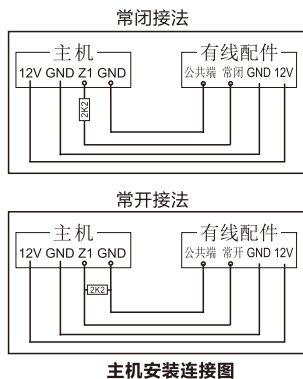 常闭接法
主机 有线配件
12V GND Z1 GND 公共端 常闭 GND 12V
2K2
常开接法
主机 有线配件
12V GND Z1 GND 公共端 常开 GND 12V
2K2
主机安装连接图